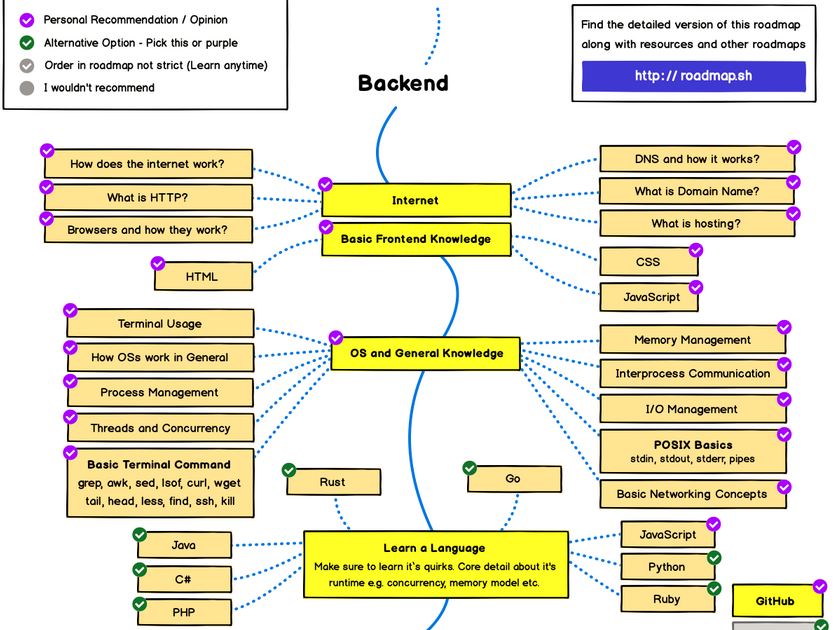 Personal Recommendation / Opinion
Alternative Option - Pick this or purple
Order in roadmap not strict (Learn anytime)
I wouldn't recommend
Find the detailed version of this roadmap
along with resources and other roadmaps
http:// roadmap.sh
Backend
How does the internet work?
What is HTTP?
Browsers and how they work?
Internet
DNS and how it works?
What is Domain Name?
What is hosting?
Basic Frontend Knowledge
HTML
CSS
JavaScript
Terminal Usage
How OSs work in General
Process Management
Threads and Concurrency
Basic Terminal Command
grep, awk, sed, lsof, curl, wget
tail, head, less, find, ssh, kill
OS and General Knowledge
Memory Management
Interprocess Communication
I/O Management
POSIX Basics
stdin, stdout, stderr, pipes
Basic Networking Concepts
Rust
Go
Java
C#
PHP
Learn a Language
Make sure to learn it`s quirks. Core detail about it's
runtime e.g. concurrency, memory model etc.
JavaScript
Python
Ruby
GitHub